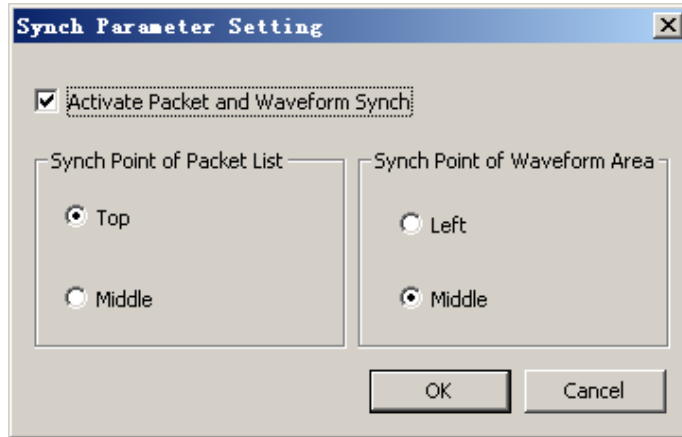 Synch Parameter Setting
Activate Packet and Waveform Synch
Synch Point of Packet List
Top
Middle
Synch Point of Waveform Area
Left
Middle
OK
Cancel